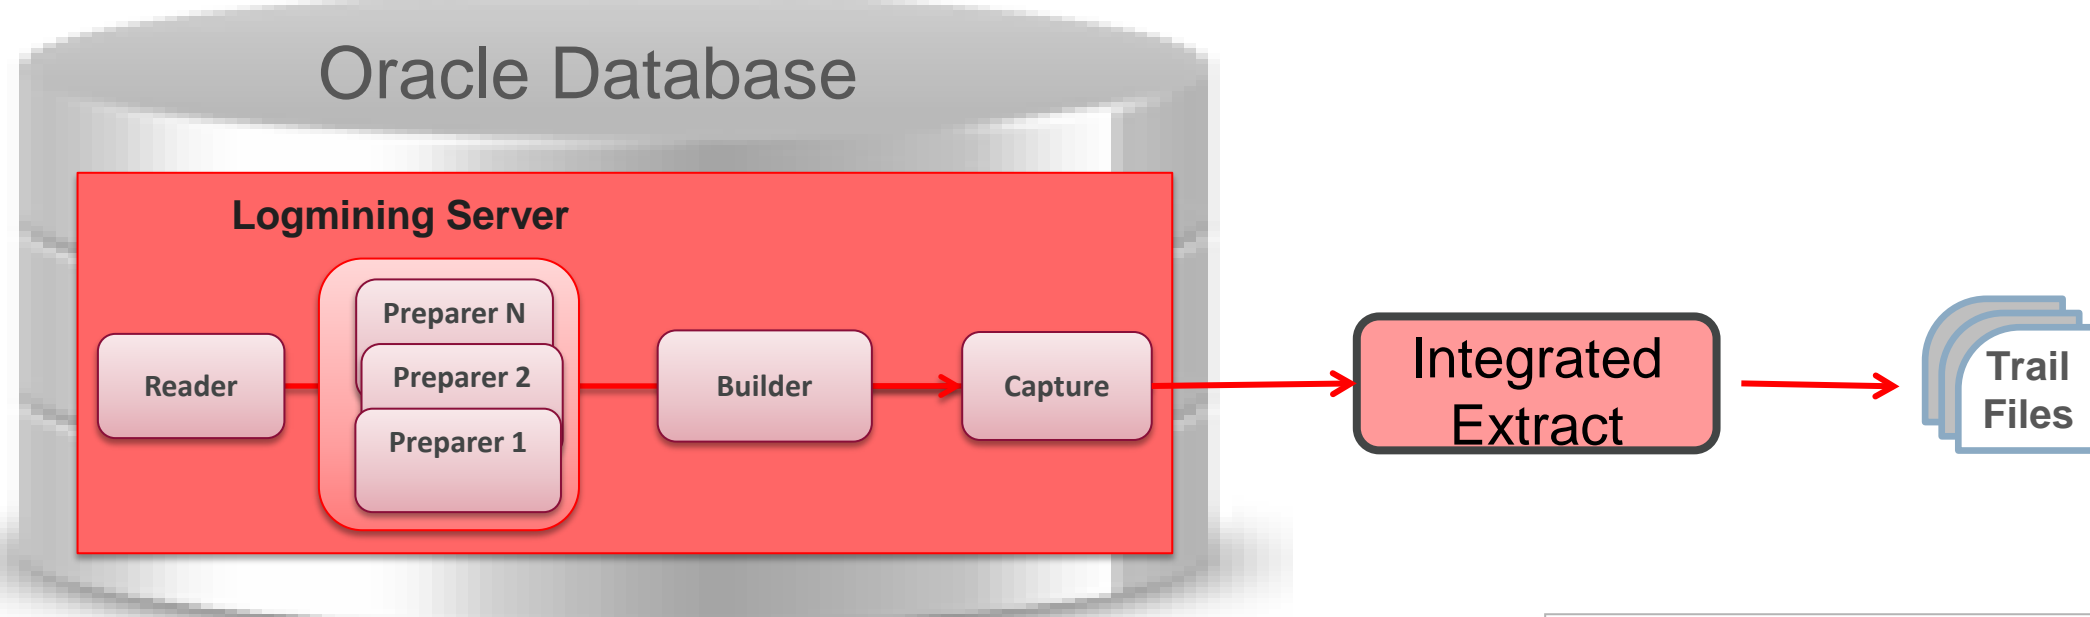 Oracle Database
Logmining Server
Reader
Preparer N
Preparer 2
Preparer 1
Builder
Capture
Integrated
Extract
Trail
Files